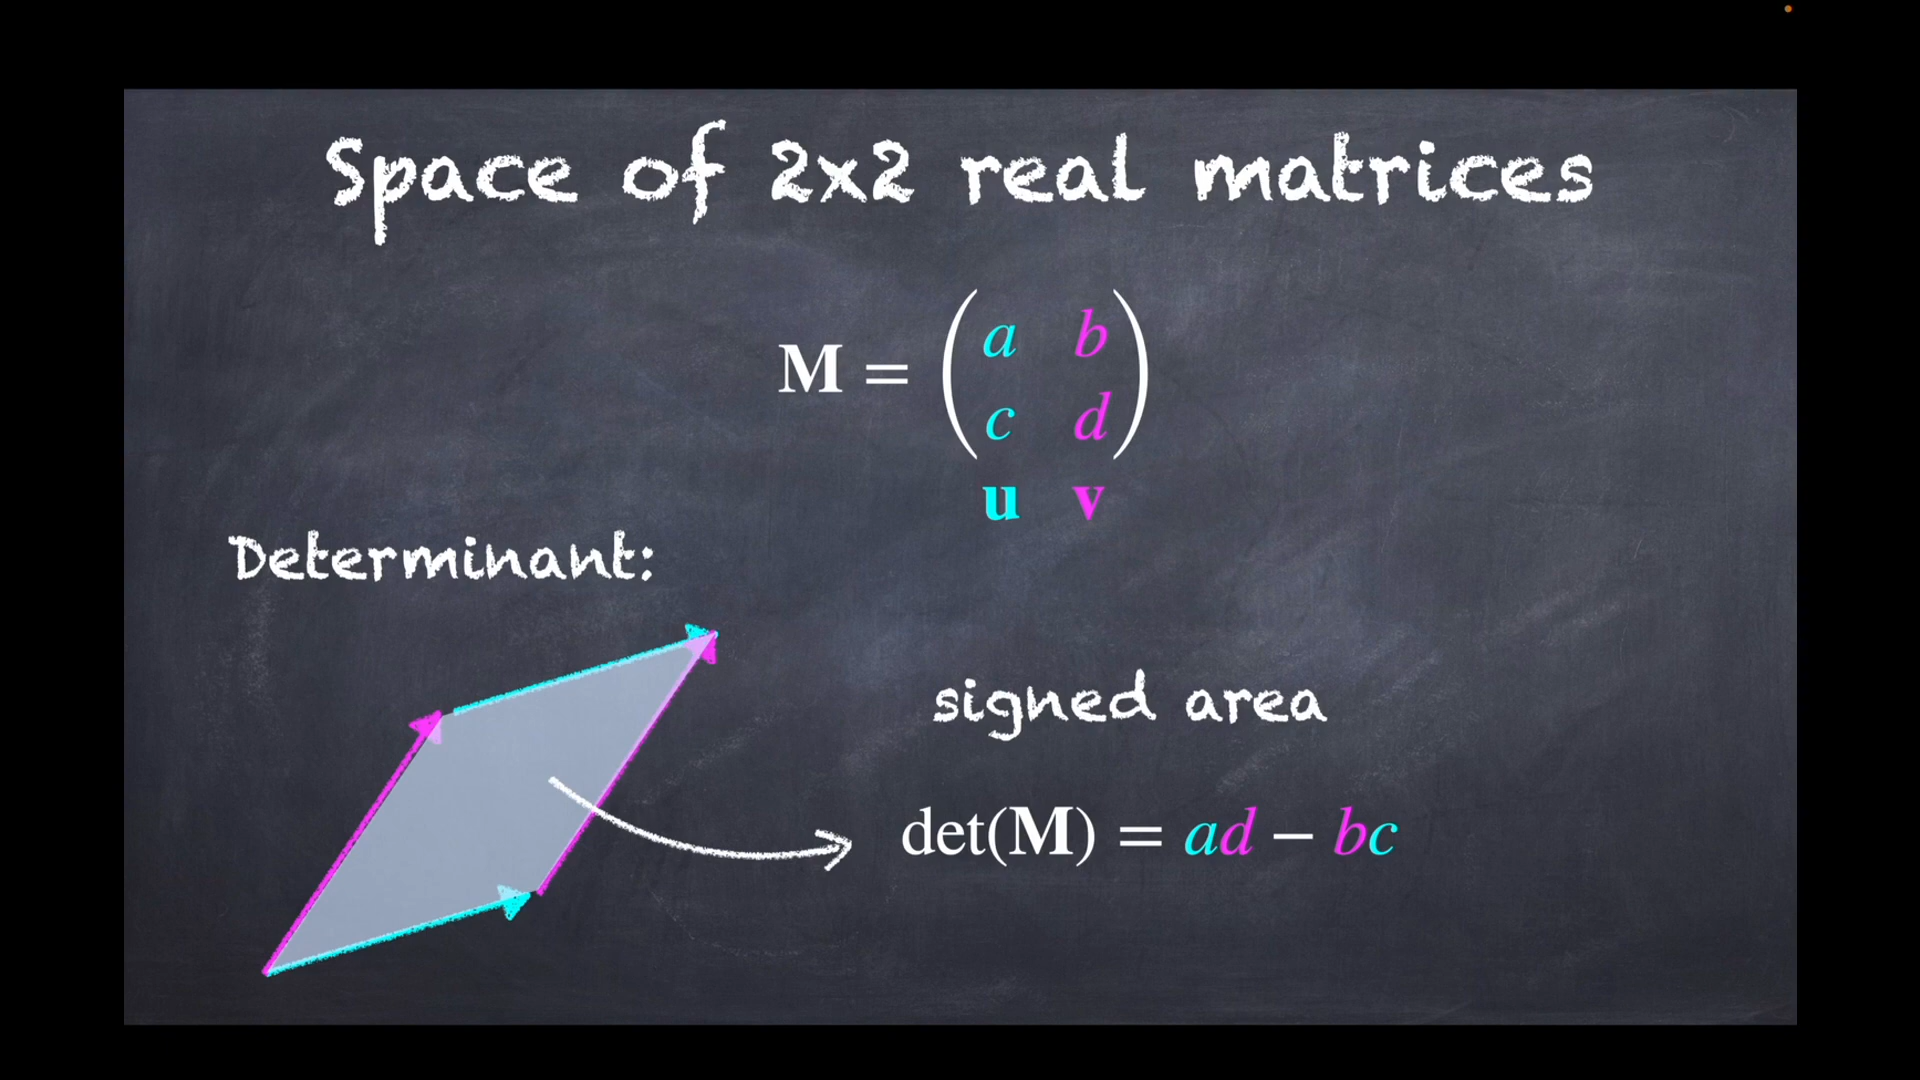 Space of 2x2 real matrices
M = ( a b
c d )
u v
Determinant:
signed area
det(M) = ad − bc